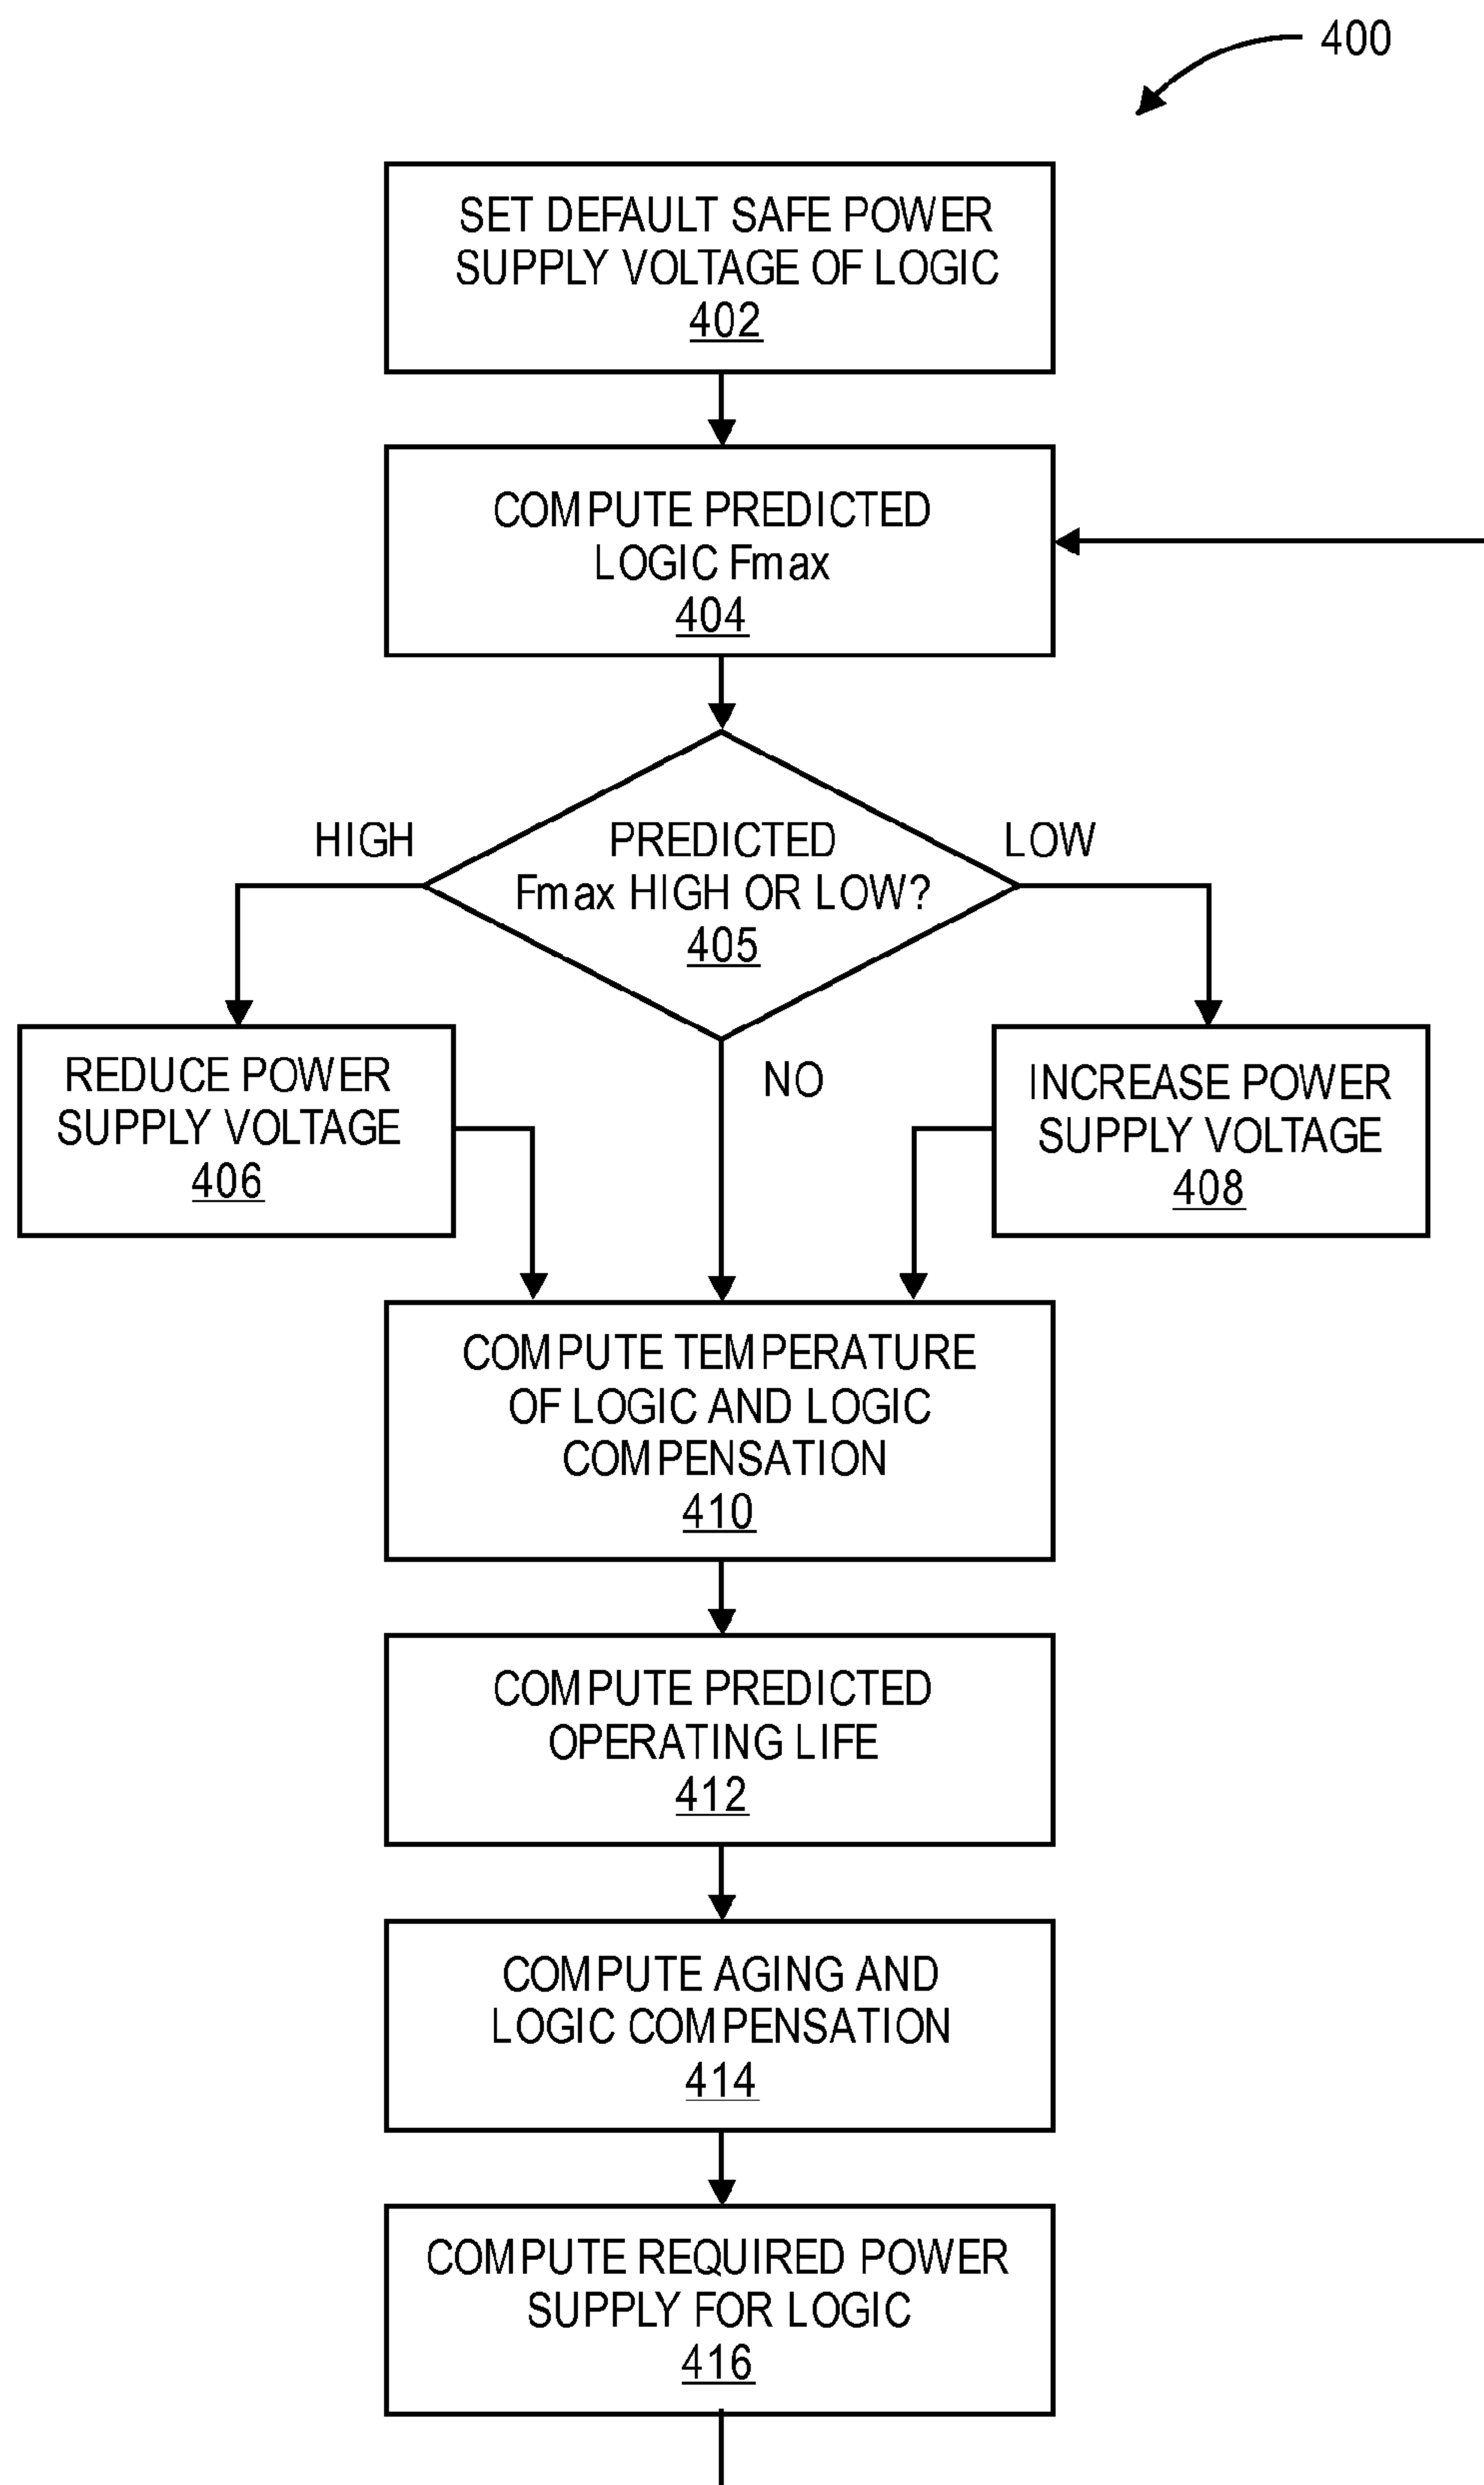 400
SET DEFAULT SAFE POWER
SUPPLY VOLTAGE OF LOGIC
402
COMPUTE PREDICTED
LOGIC Fmax
404
HIGH
PREDICTED
Fmax HIGH OR LOW?
405
LOW
REDUCE POWER
SUPPLY VOLTAGE
406
NO
INCREASE POWER
SUPPLY VOLTAGE
408
COMPUTE TEMPERATURE
OF LOGIC AND LOGIC
COMPENSATION
410
COMPUTE PREDICTED
OPERATING LIFE
412
COMPUTE AGING AND
LOGIC COMPENSATION
414
COMPUTE REQUIRED POWER
SUPPLY FOR LOGIC
416